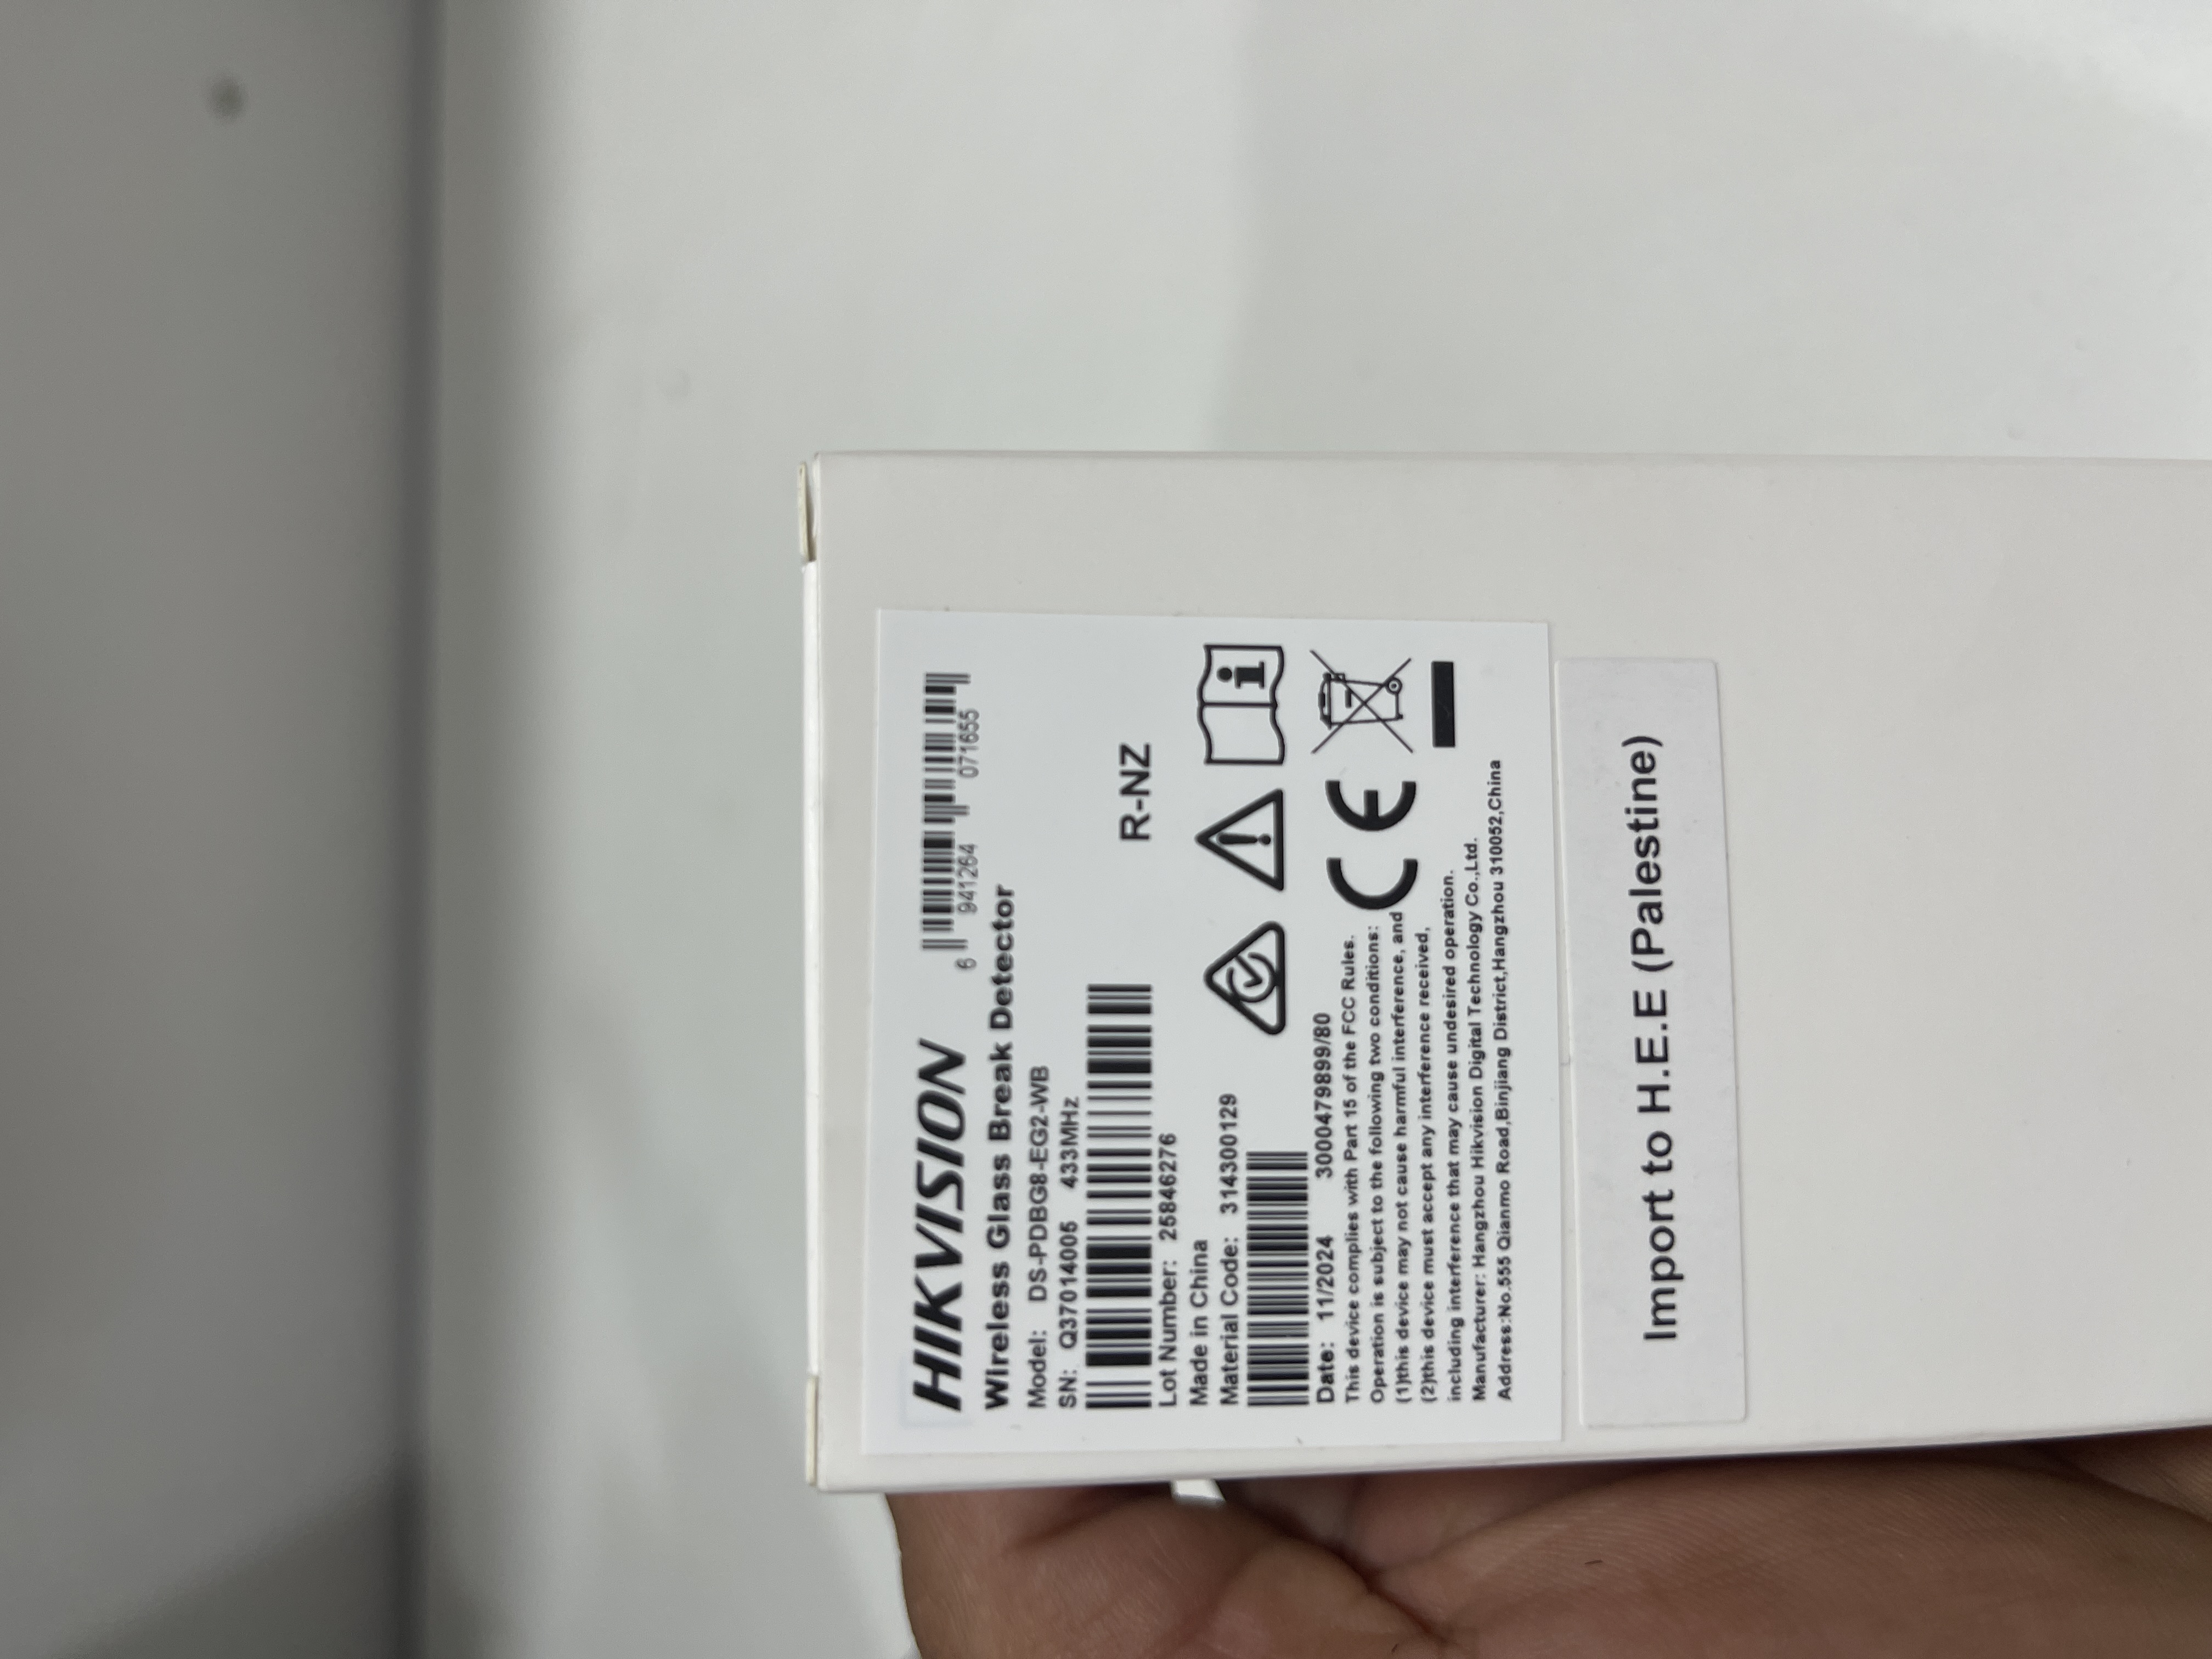 HIKVISION
6 941264 071655
Wireless Glass Break Detector
Model: DS-PDBG8-EG2-WB
SN: Q37014005 433MHz
R-NZ
Lot Number: 25846276
Made in China
Material Code: 314300129
Date: 11/2024 3000479899/80
This device complies with Part 15 of the FCC Rules.
Operation is subject to the following two conditions:
(1)this device may not cause harmful interference, and
(2)this device must accept any interference received,
including interference that may cause undesired operation.
Manufacturer: Hangzhou Hikvision Digital Technology Co.,Ltd.
Address:No.555 Qianmo Road,Binjiang District,Hangzhou 310052,China
CE
Import to H.E.E (Palestine)